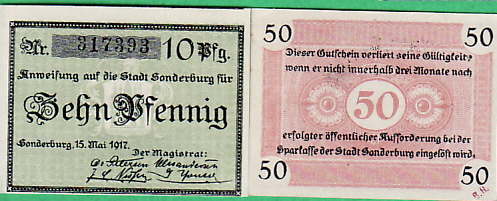 Nr. 317393 10 Pfg.
Anweisung auf die Stadt Sonderburg für
Zehn Pfennig
Sonderburg, 15. Mai 1917.
Der Magistrat:
50 50
Dieser Gutschein verliert seine Gültigkeit,
wenn er nicht innerhalb drei Monate nach
50
erfolgter öffentlicher Aufforderung bei der
Sparkasse der Stadt Sonderburg eingelöst wird.
50 50